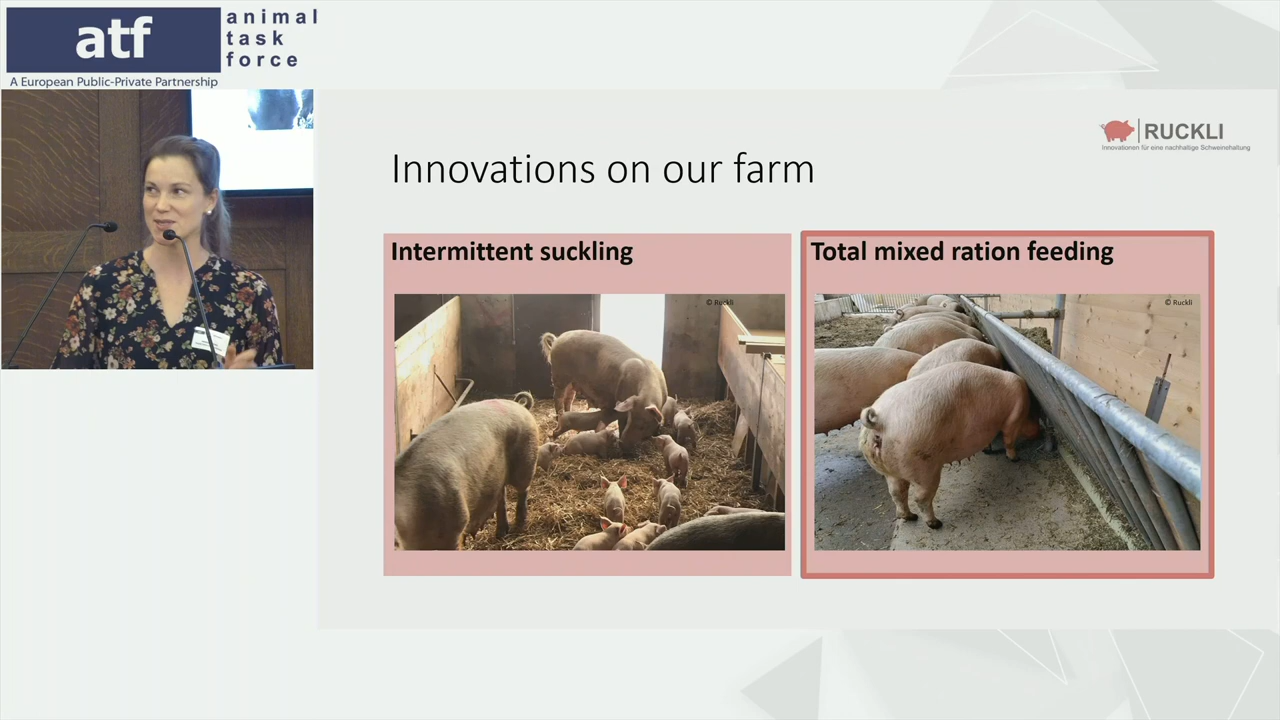 atf
animal
task
force
A European Public-Private Partnership
RUCKLI
Innovationen für eine nachhaltige Schweinehaltung
Innovations on our farm
Intermittent suckling
Total mixed ration feeding
© Ruckli
© Ruckli